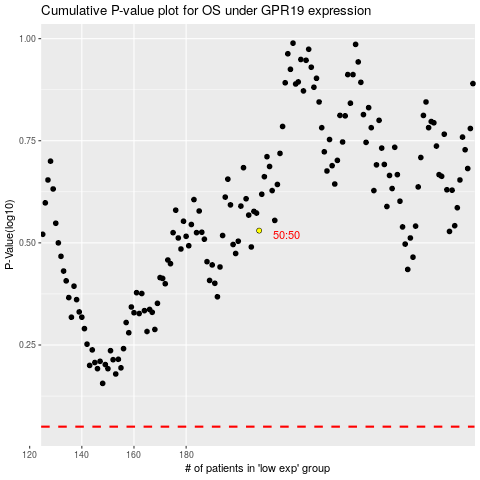 Cumulative P-value plot for OS under GPR19 expression
P-Value(log10)
1.00
0.75
0.50
0.25
50:50
120 140 160 180
# of patients in 'low exp' group